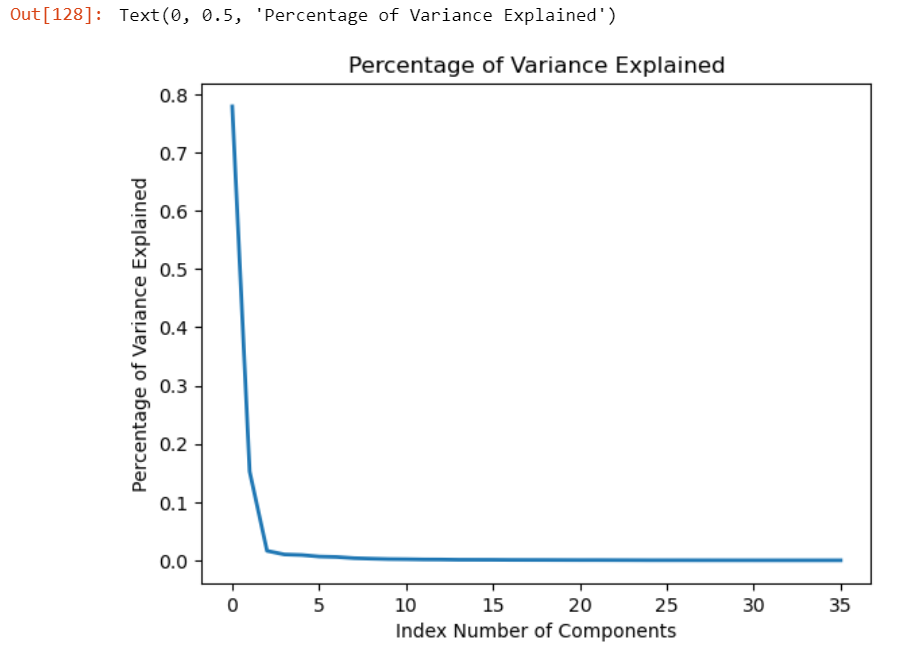 Out[128]: Text(0, 0.5, 'Percentage of Variance Explained')
Percentage of Variance Explained
Percentage of Variance Explained
0.8
0.7
0.6
0.5
0.4
0.3
0.2
0.1
0.0
0 5 10 15 20 25 30 35
Index Number of Components